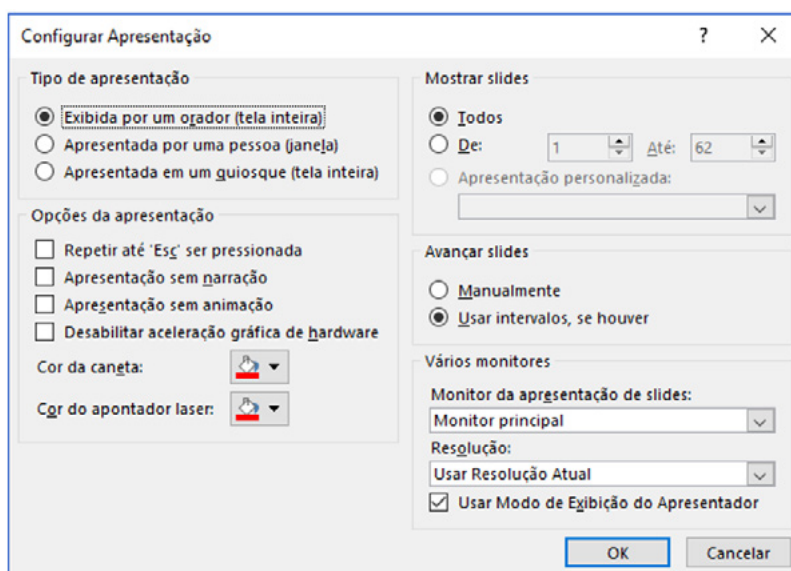 Configurar Apresentação ? X
Tipo de apresentação
Exibida por um orador (tela inteira)
Apresentada por uma pessoa (janela)
Apresentada em um quiosque (tela inteira)
Opções da apresentação
Repetir até 'Esc' ser pressionada
Apresentação sem narração
Apresentação sem animação
Desabilitar aceleração gráfica de hardware
Cor da caneta:
Cor do apontador laser:
Mostrar slides
Todos
De: 1 Até: 62
Apresentação personalizada:
Avançar slides
Manualmente
Usar intervalos, se houver
Vários monitores
Monitor da apresentação de slides:
Monitor principal
Resolução:
Usar Resolução Atual
Usar Modo de Exibição do Apresentador
OK Cancelar